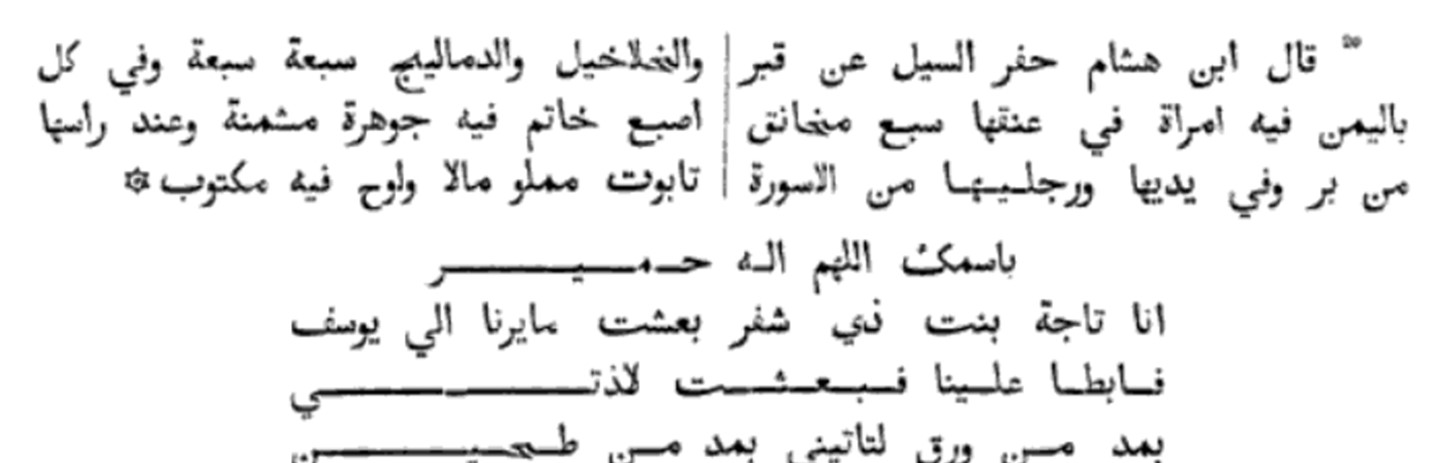 ²⁰ قال ابن هشام حفر السيل عن قبر
باليمن فيه امراة في عنقها سبع مخانق
من بر وفي يديها ورجليها من الاسورة
والخلاخيل والدماليج سبعة سبعة وفي كل
اصبع خاتم فيه جوهرة مثمنة وعند راسها
تابوت مملو مالا ولوح فيه مكتوب ۞
باسمك اللهم اله حمير
انا تاجة بنت ذي شفر بعثت مايرنا الي يوسف
فابطا علينا فبعثت لاذتي
بمد من ورق لتاتيني بمد من طحين